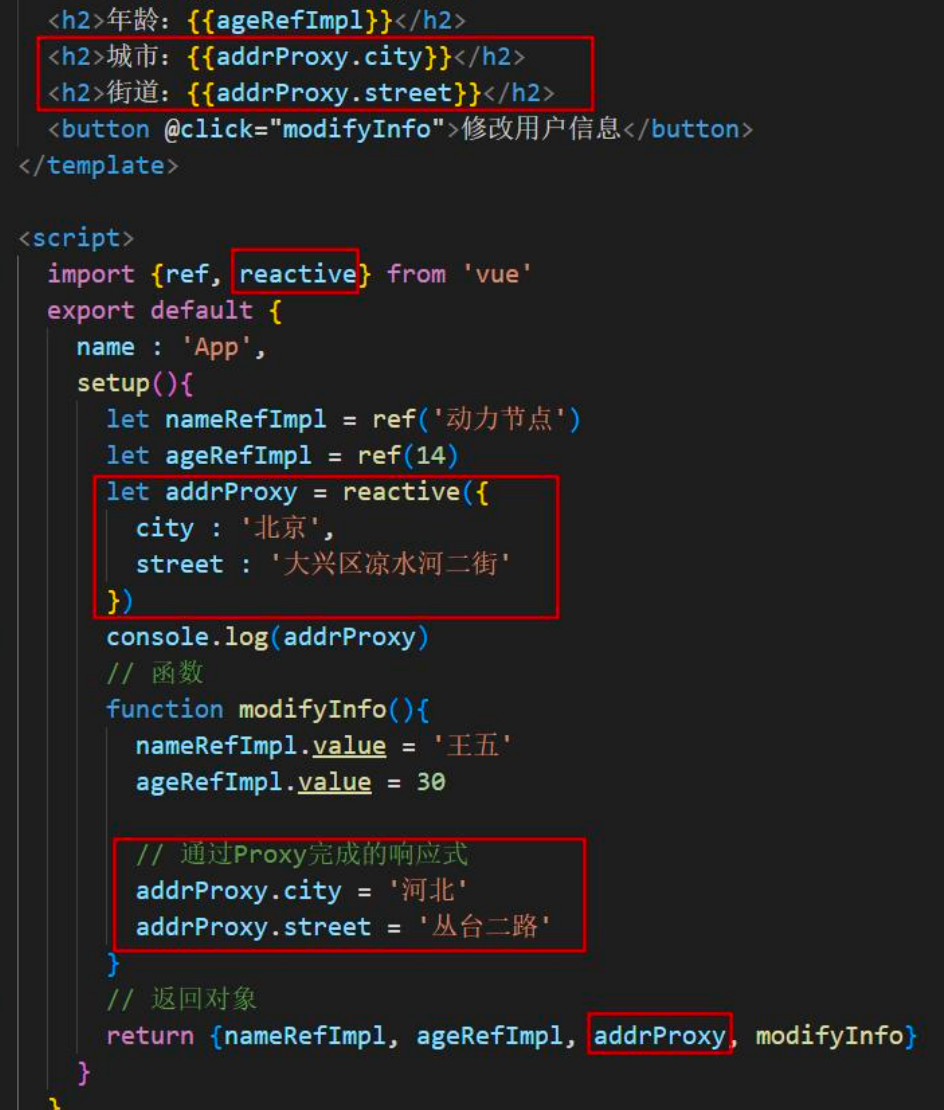 <h2>年龄：{{ageRefImpl}}</h2>
<h2>城市：{{addrProxy.city}}</h2>
<h2>街道：{{addrProxy.street}}</h2>
<button @click="modifyInfo">修改用户信息</button>
</template>
<script>
import {ref, reactive} from 'vue'
export default {
name : 'App',
setup(){
let nameRefImpl = ref('动力节点')
let ageRefImpl = ref(14)
let addrProxy = reactive({
city : '北京',
street : '大兴区凉水河二街'
})
console.log(addrProxy)
// 函数
function modifyInfo(){
nameRefImpl.value = '王五'
ageRefImpl.value = 30
// 通过Proxy完成的响应式
addrProxy.city = '河北'
addrProxy.street = '丛台二路'
}
// 返回对象
return {nameRefImpl, ageRefImpl, addrProxy, modifyInfo}
}
}